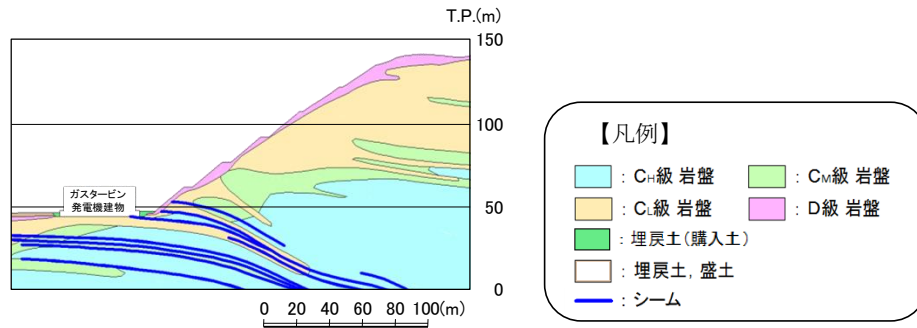 T.P.(m)
150
100
50
0
ガスタービン
発電機建物
0 20 40 60 80 100(m)
【凡例】
：CH級 岩盤
：CM級 岩盤
：CL級 岩盤
：D級 岩盤
：埋戻土(購入土)
：埋戻土, 盛土
：シーム